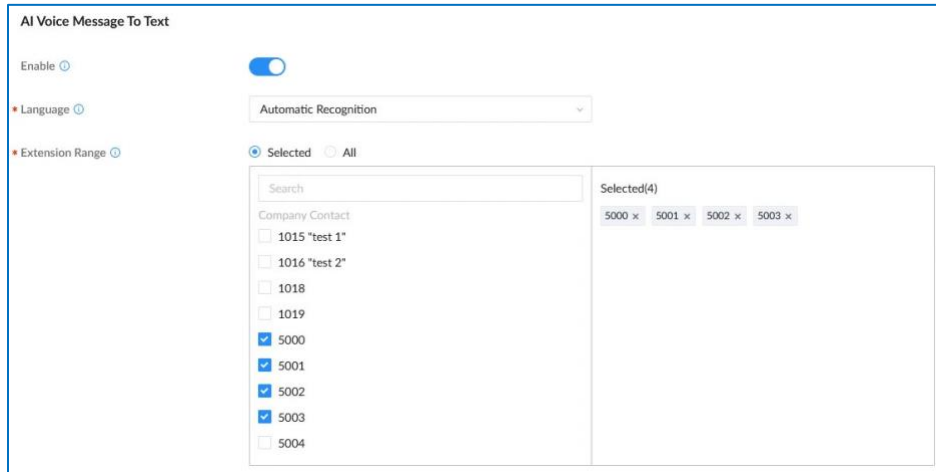 AI Voice Message To Text
Enable
* Language
Automatic Recognition
* Extension Range
Selected
All
Search
Company Contact
1015 "test 1"
1016 "test 2"
1018
1019
5000
5001
5002
5003
5004
Selected(4)
5000 × 5001 × 5002 × 5003 ×